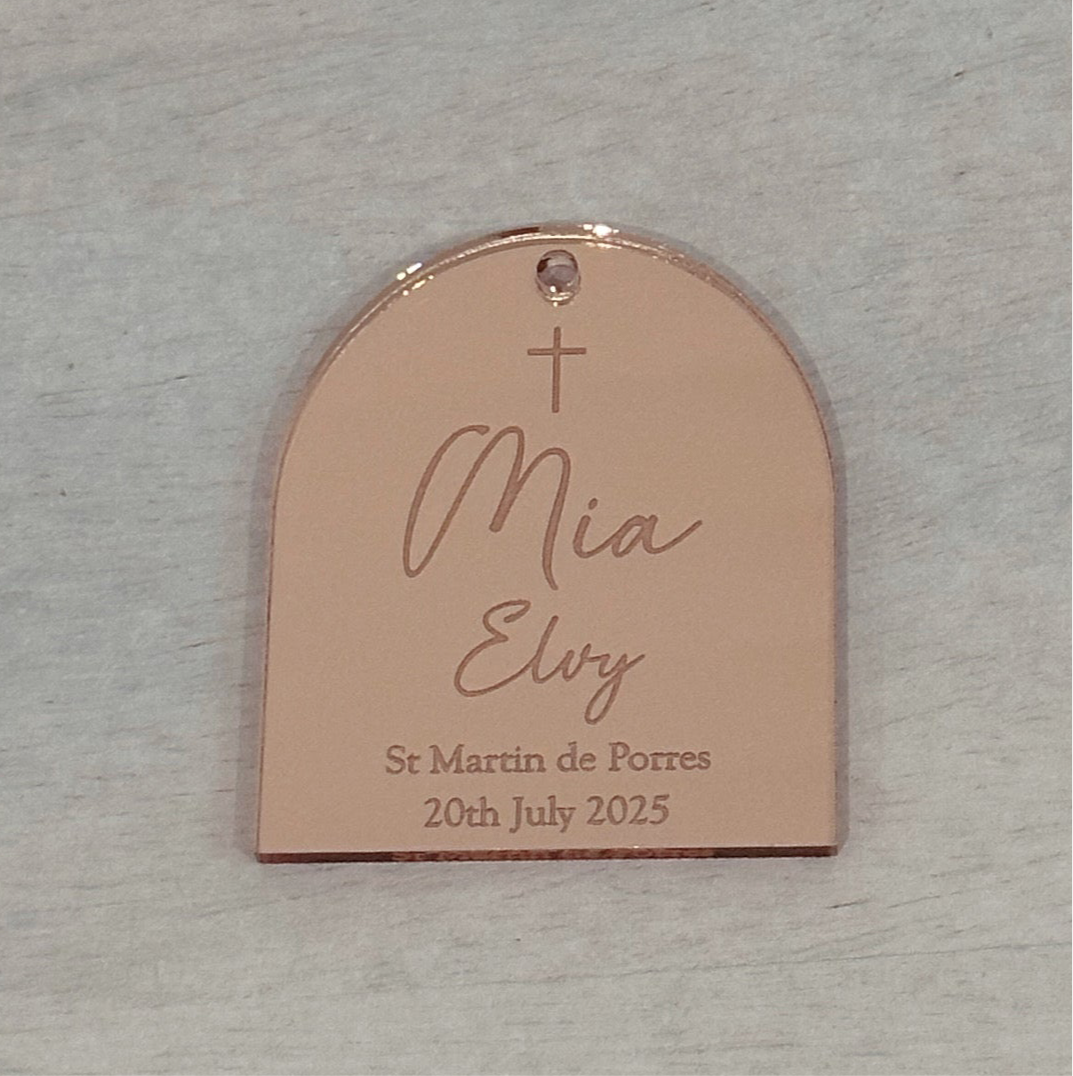 Mia
Elvy
St Martin de Porres
20th July 2025